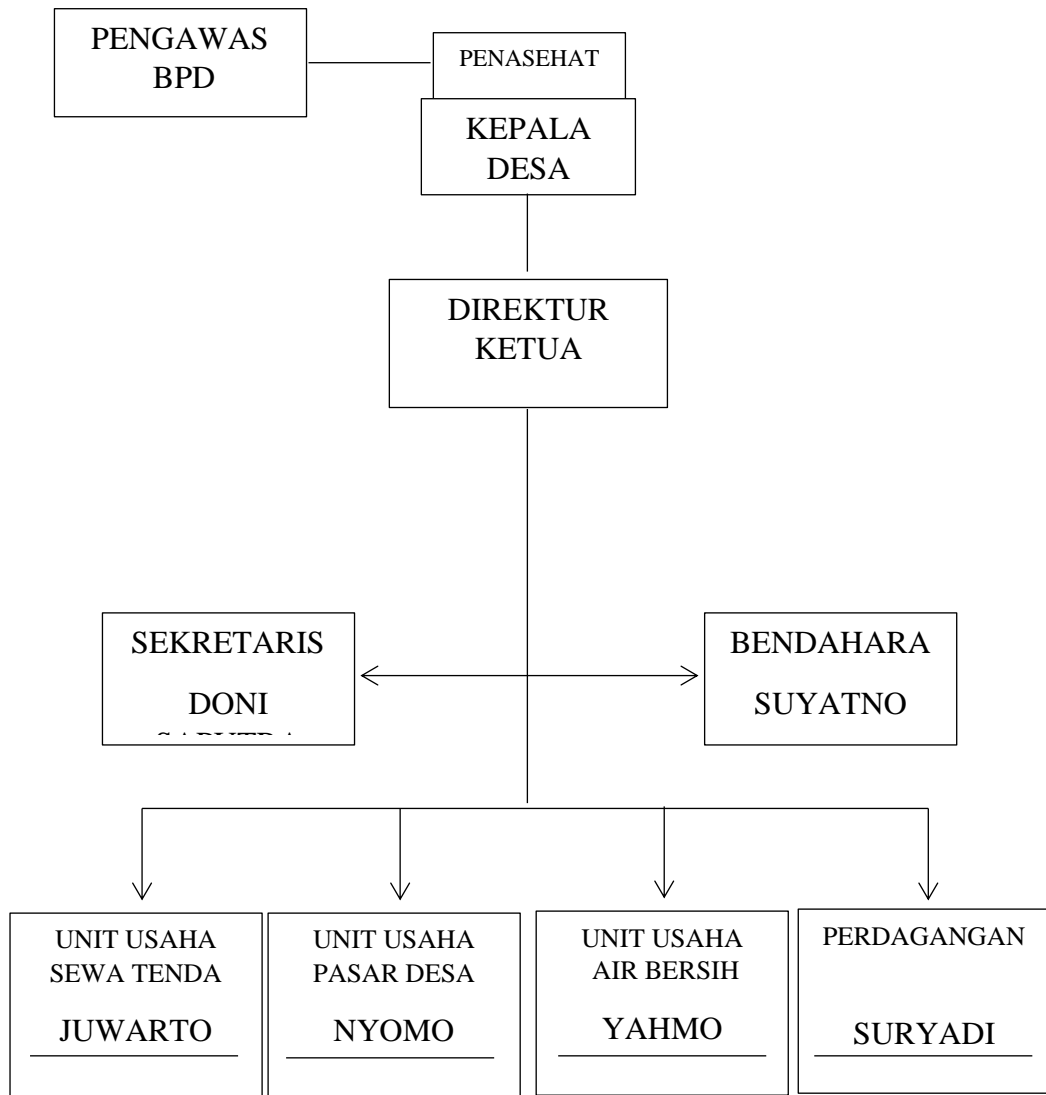 PENGAWAS
BPD
PENASEHAT
KEPALA
DESA
DIREKTUR
KETUA
SEKRETARIS
DONI
BENDAHARA
SUYATNO
UNIT USAHA
SEWA TENDA
JUWARTO
UNIT USAHA
PASAR DESA
NYOMO
UNIT USAHA
AIR BERSIH
YAHMO
PERDAGANGAN
SURYADI